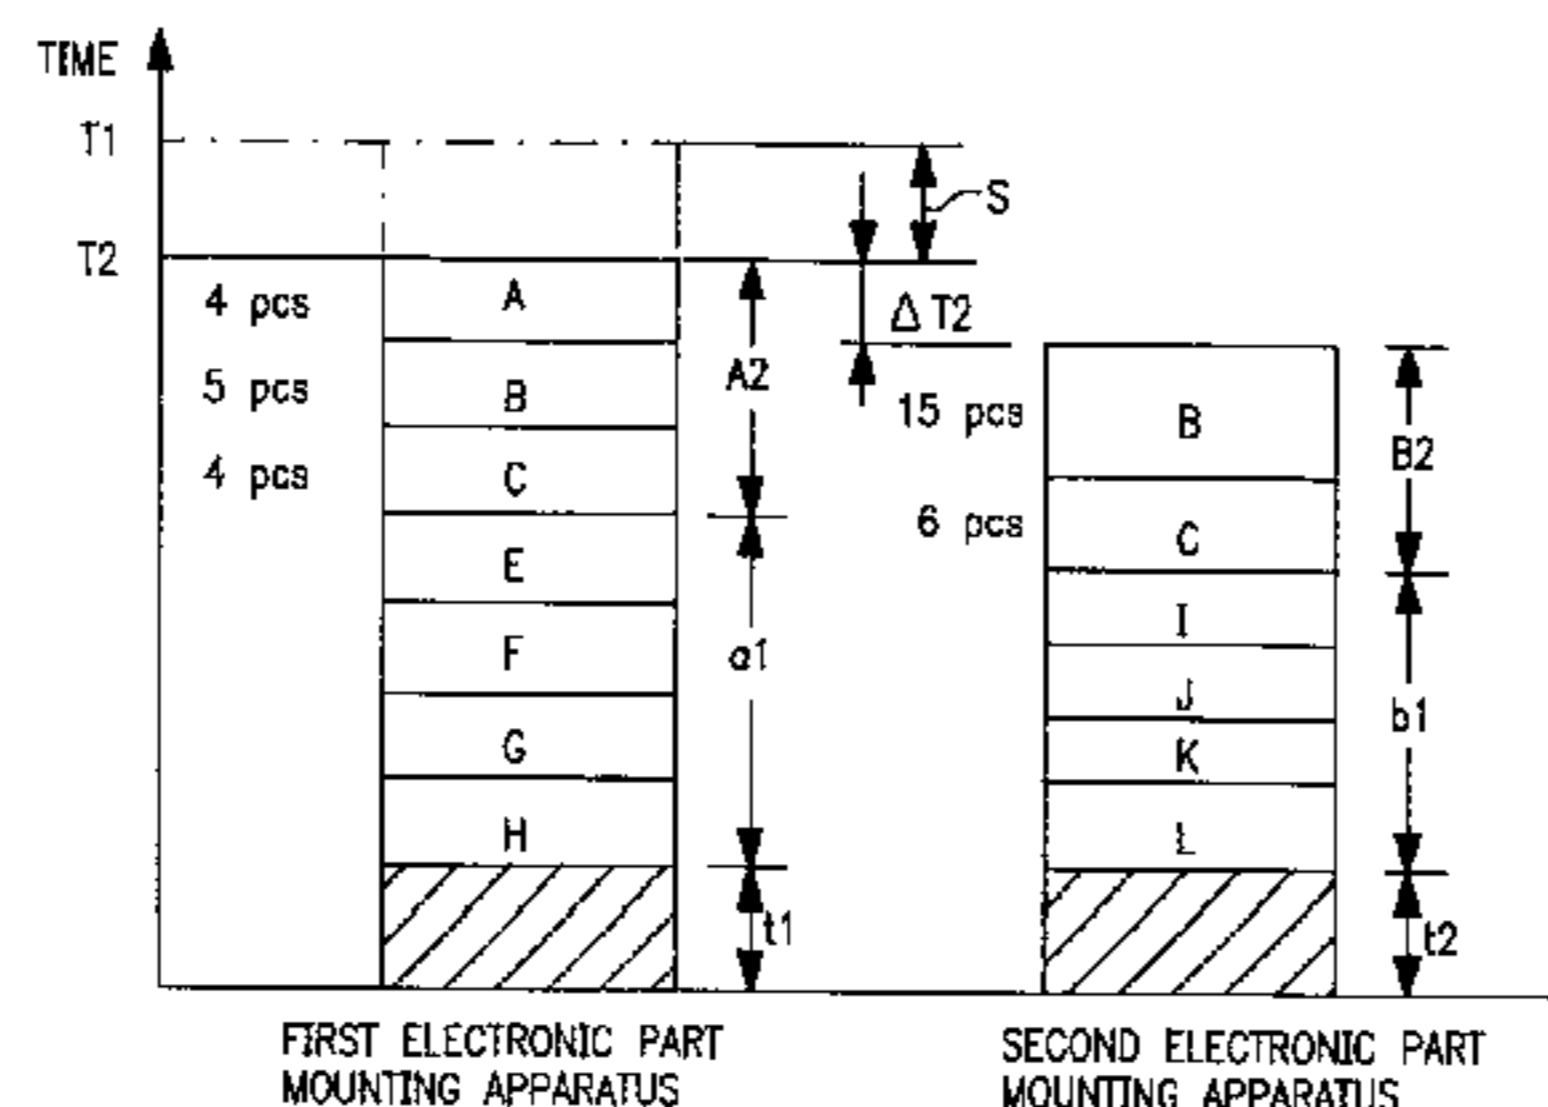 TIME
T1
S
T2
4 pcs
A
ΔT2
A2
5 pcs
B
15 pcs
B
B2
4 pcs
C
6 pcs
C
E
I
F
a1
J
b1
G
K
H
L
t1
t2
FIRST ELECTRONIC PART
MOUNTING APPARATUS
SECOND ELECTRONIC PART
MOUNTING APPARATUS